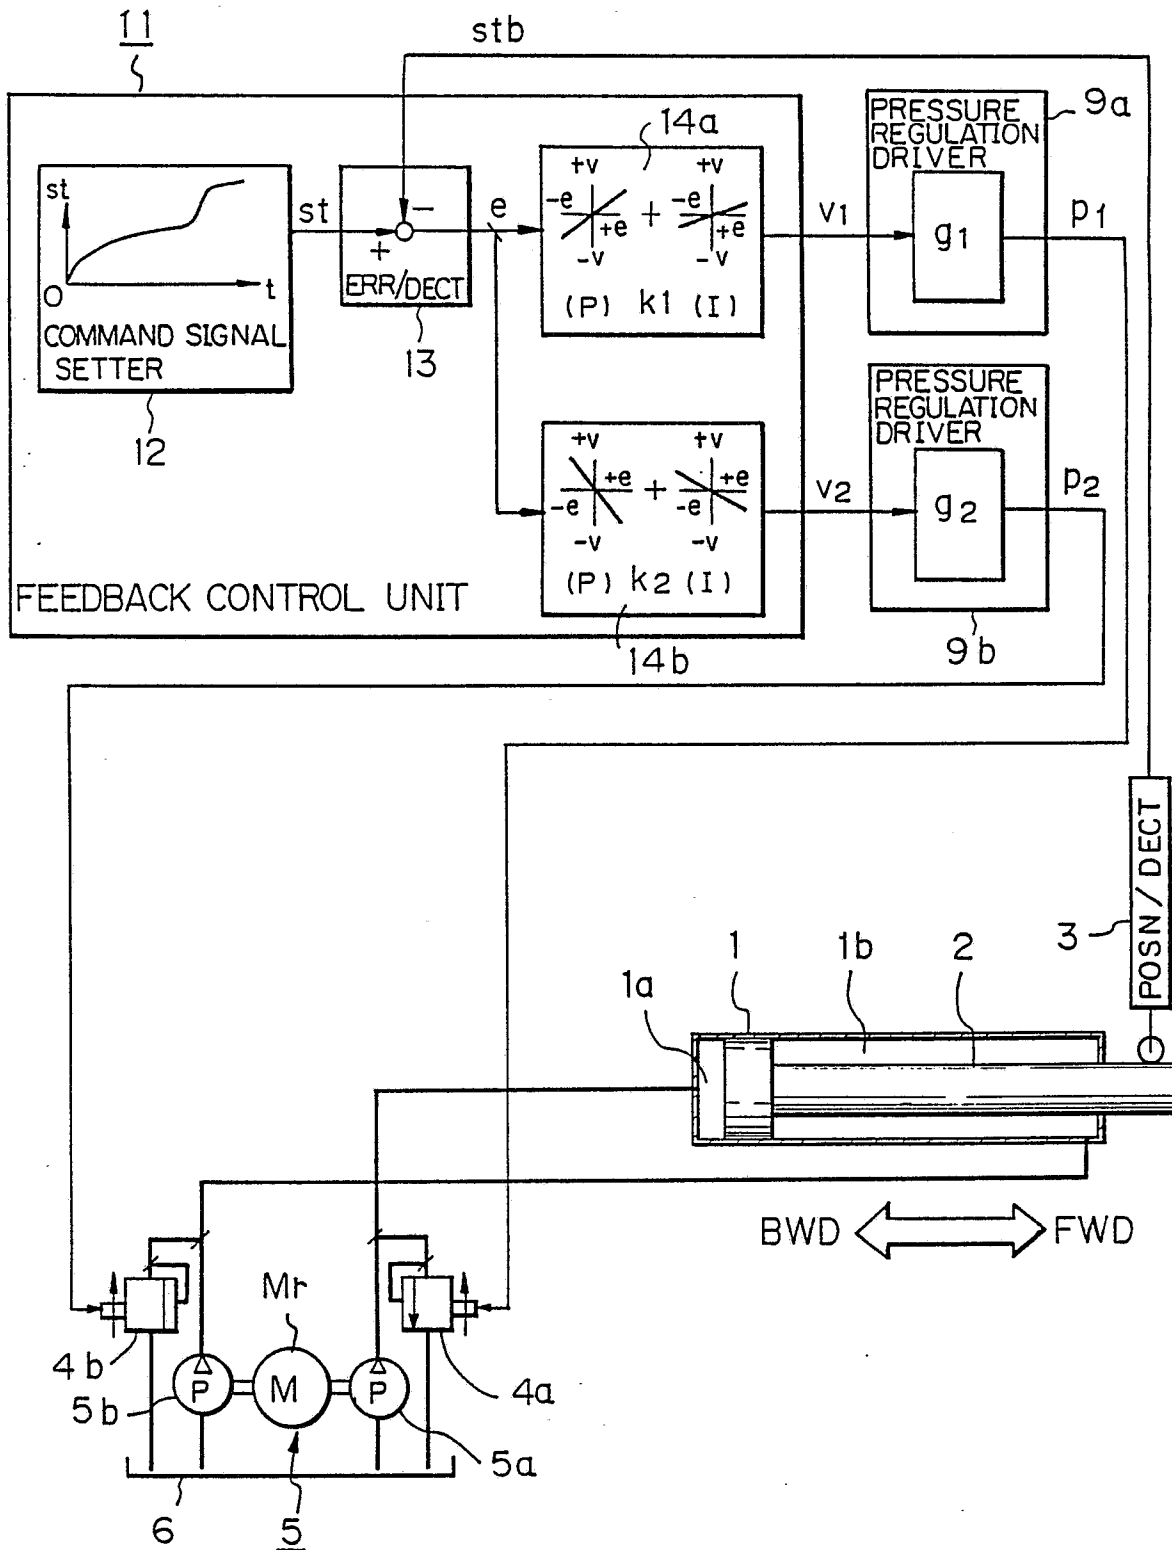 11
stb
st
O
t
COMMAND SIGNAL
SETTER
12
st
−
+
ERR/DECT
13
e
14a
+v
−e
+e
−v
+
+v
−e
+e
−v
(P) k1 (I)
v1
PRESSURE
REGULATION
DRIVER
9a
g1
p1
+v
+e
−e
−v
+
+v
+e
−e
−v
(P) k2 (I)
14b
v2
PRESSURE
REGULATION
DRIVER
g2
9b
p2
FEEDBACK CONTROL UNIT
POSN/DECT
3
1
1a
1b
2
BWD
FWD
4b
5b
P
Mr
M
P
4a
5a
6
5